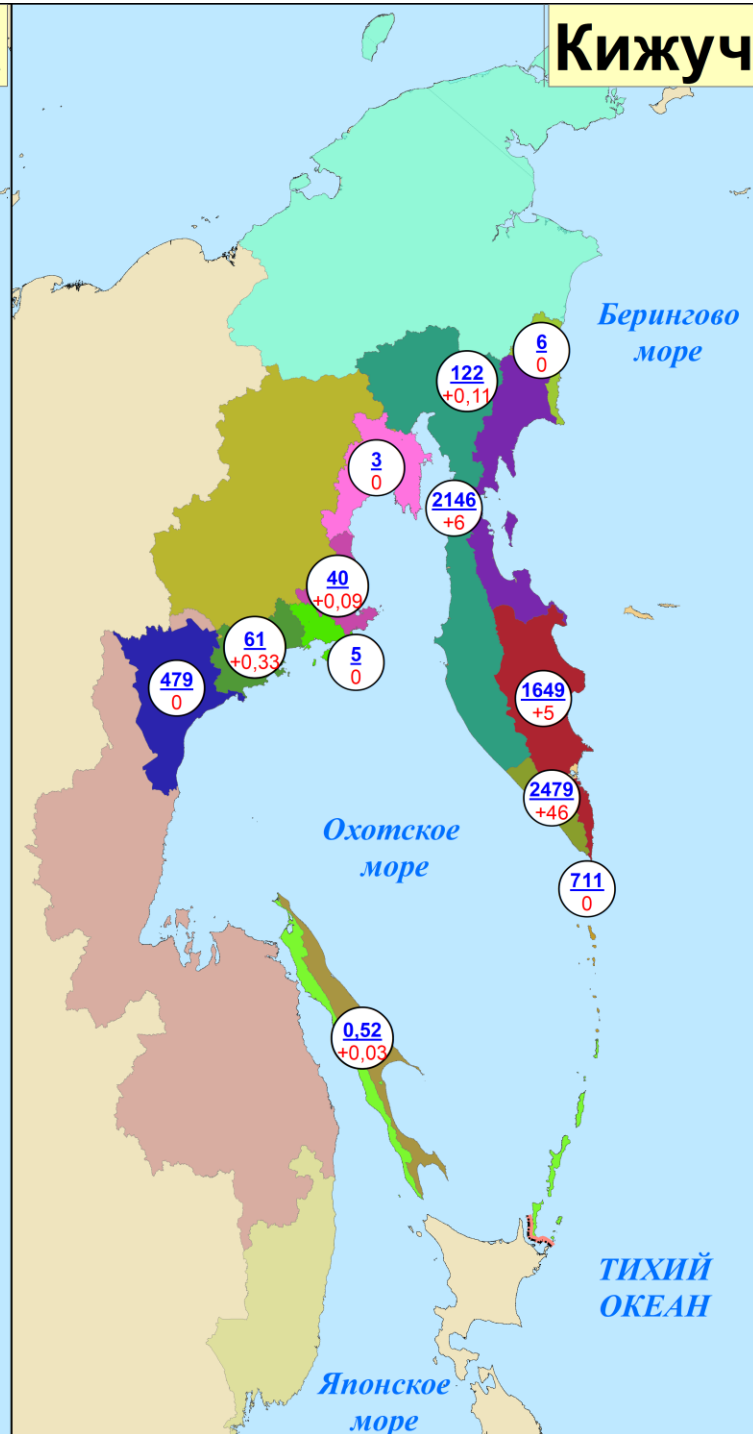 Кижуч
Берингово
море
6
0
122
+0,11
3
0
2146
+6
40
+0,09
61
+0,33
5
0
479
0
1649
+5
2479
+46
Охотское
море
711
0
0,52
+0,03
ТИХИЙ
ОКЕАН
Японское
море